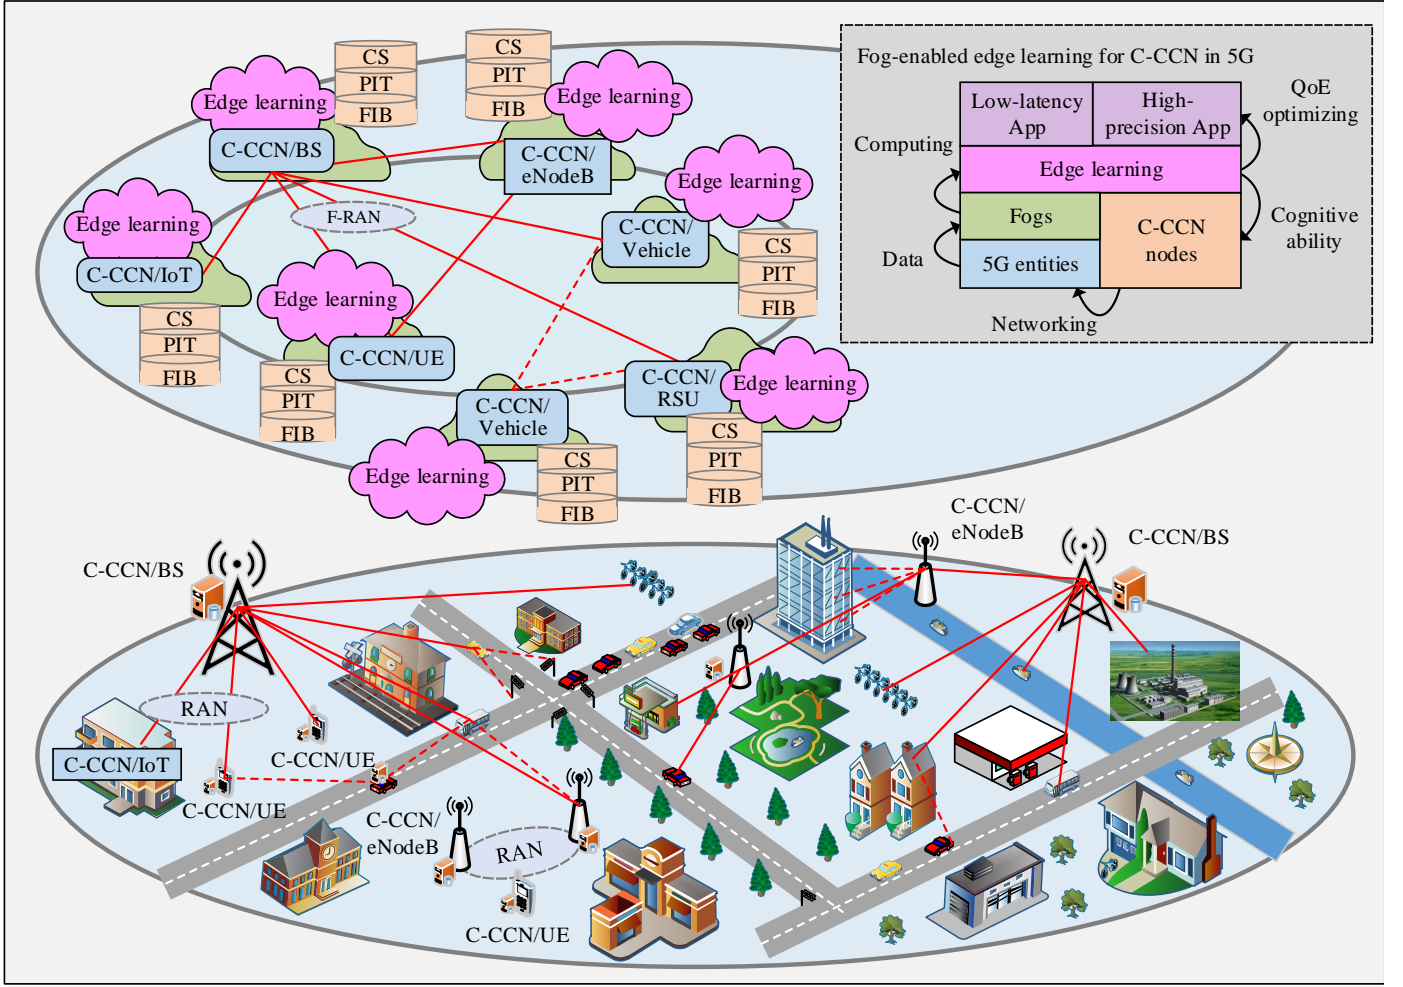 CS
PIT
FIB
Edge learning
C-CCN/BS
CS
PIT
FIB
Edge learning
C-CCN/
eNodeB
Edge learning
C-CCN/
Vehicle
CS
PIT
FIB
Edge learning
C-CCN/IoT
CS
PIT
FIB
F-RAN
Edge learning
C-CCN/UE
CS
PIT
FIB
C-CCN/
Vehicle
Edge learning
CS
PIT
FIB
C-CCN/
RSU
Edge learning
CS
PIT
FIB
Fog-enabled edge learning for C-CCN in 5G
Low-latency
App
High-
precision App
QoE
optimizing
Computing
Edge learning
Fogs
C-CCN
nodes
Cognitive
ability
Data
5G entities
Networking
C-CCN/BS
C-CCN/
eNodeB
C-CCN/BS
RAN
C-CCN/IoT
C-CCN/UE
C-CCN/UE
C-CCN/
eNodeB
RAN
C-CCN/UE